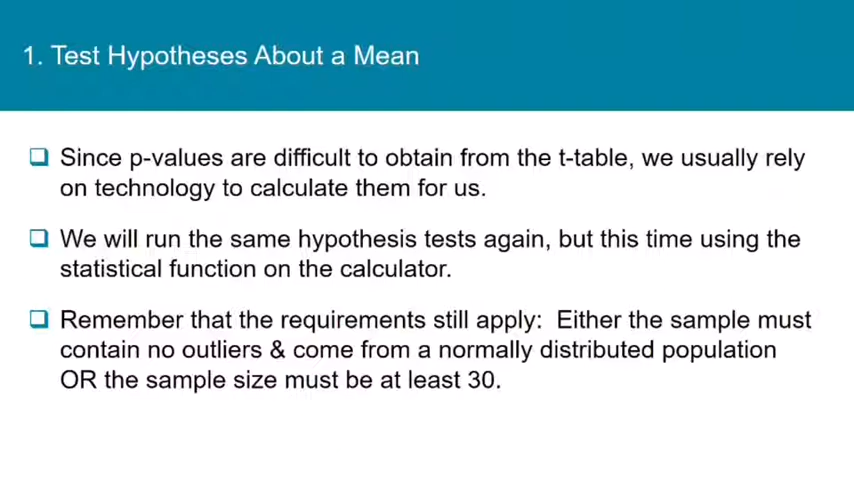 1. Test Hypotheses About a Mean
Since p-values are difficult to obtain from the t-table, we usually rely
on technology to calculate them for us.
We will run the same hypothesis tests again, but this time using the
statistical function on the calculator.
Remember that the requirements still apply:  Either the sample must
contain no outliers & come from a normally distributed population
OR the sample size must be at least 30.